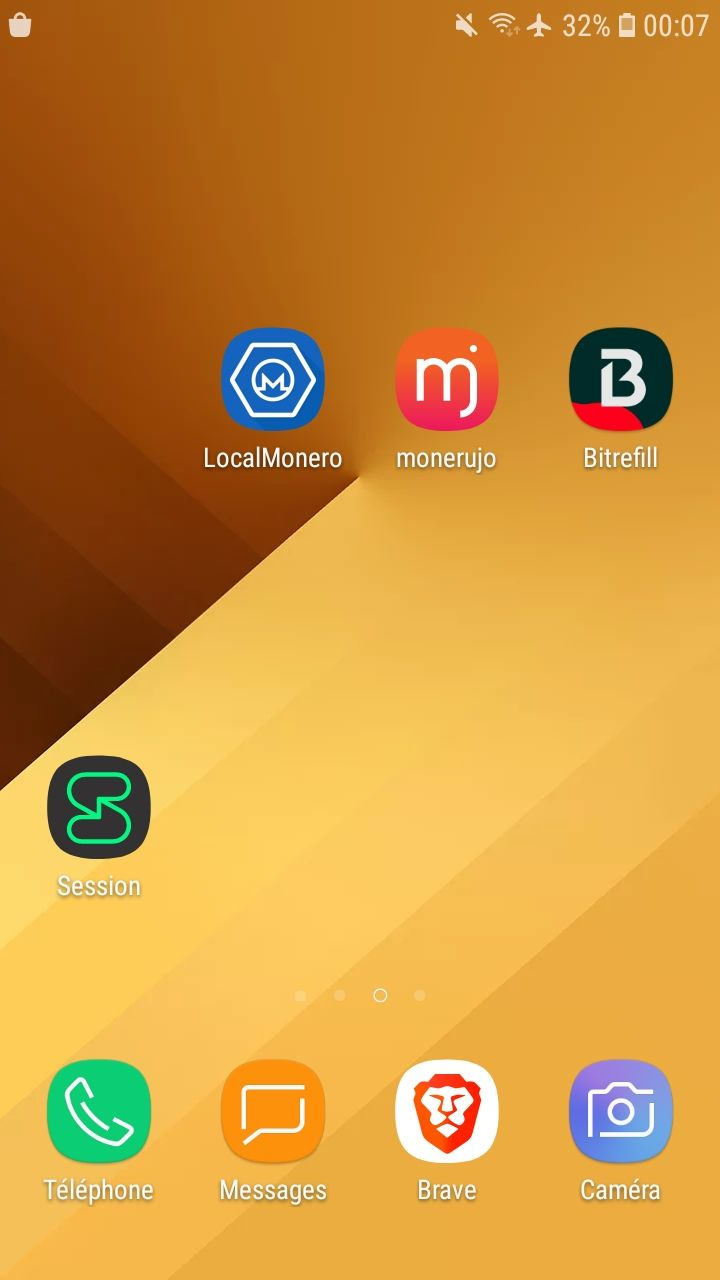 32% 00:07
LocalMonero
monerujo
Bitrefill
Session
Téléphone
Messages
Brave
Caméra